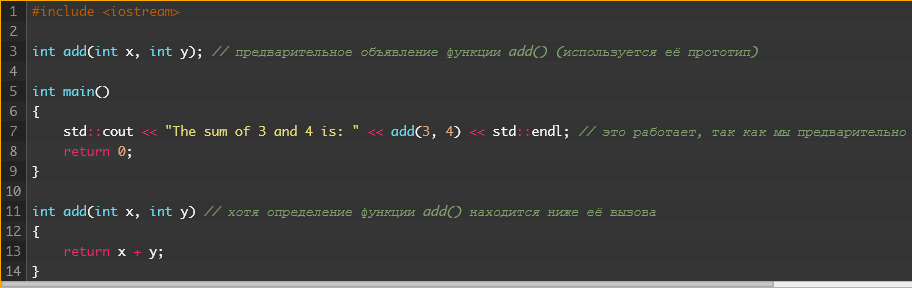 1 #include <iostream>
2
3 int add(int x, int y); // предварительное объявление функции add() (используется её прототип)
4
5 int main()
6 {
7     std::cout << "The sum of 3 and 4 is: " << add(3, 4) << std::endl; // это работает, так как мы предварительно
8     return 0;
9 }
10
11 int add(int x, int y) // хотя определение функции add() находится ниже её вызова
12 {
13     return x + y;
14 }